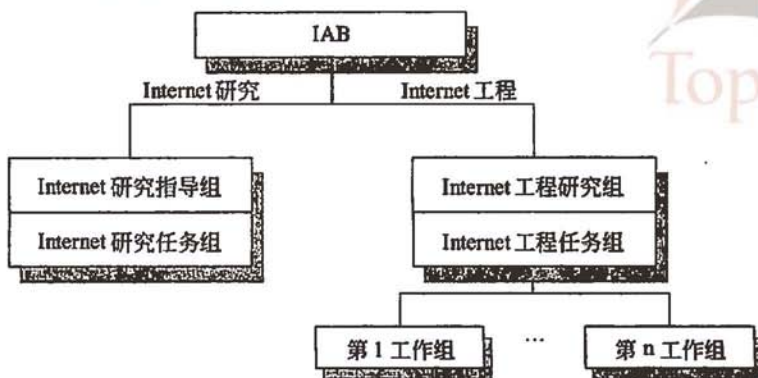 IAB
Internet 研究
Internet 工程
Internet 研究指导组
Internet 工程研究组
Internet 研究任务组
Internet 工程任务组
第 1 工作组
...
第 n 工作组
Top